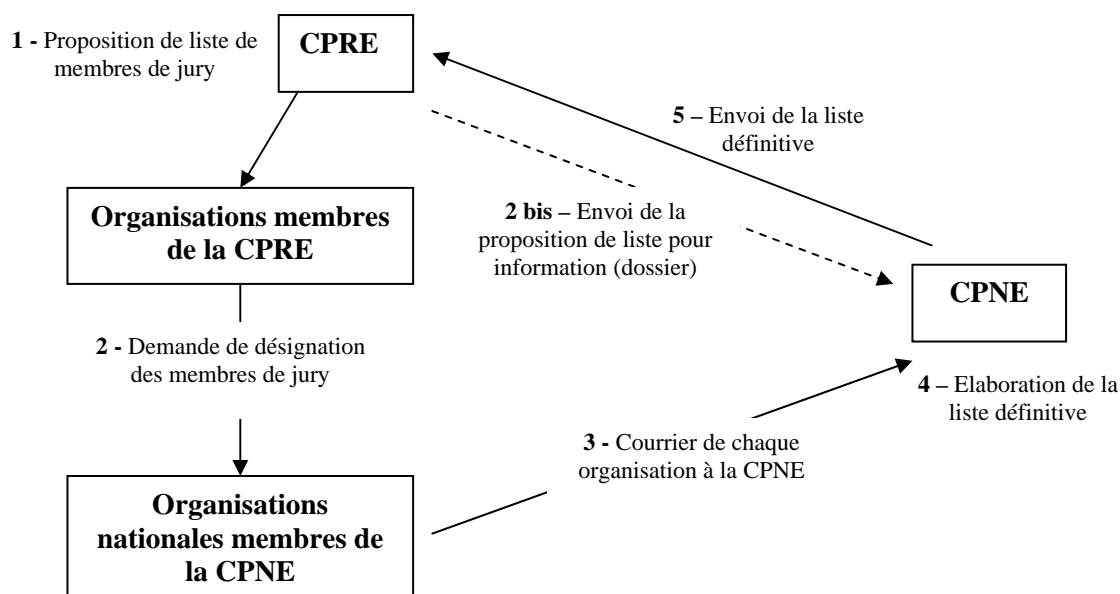 1 - Proposition de liste de
membres de jury
CPRE
5 – Envoi de la liste
définitive
Organisations membres
de la CPRE
2 bis – Envoi de la
proposition de liste pour
information (dossier)
CPNE
2 - Demande de désignation
des membres de jury
4 – Elaboration de la
liste définitive
3 - Courrier de chaque
organisation à la CPNE
Organisations
nationales membres de
la CPNE